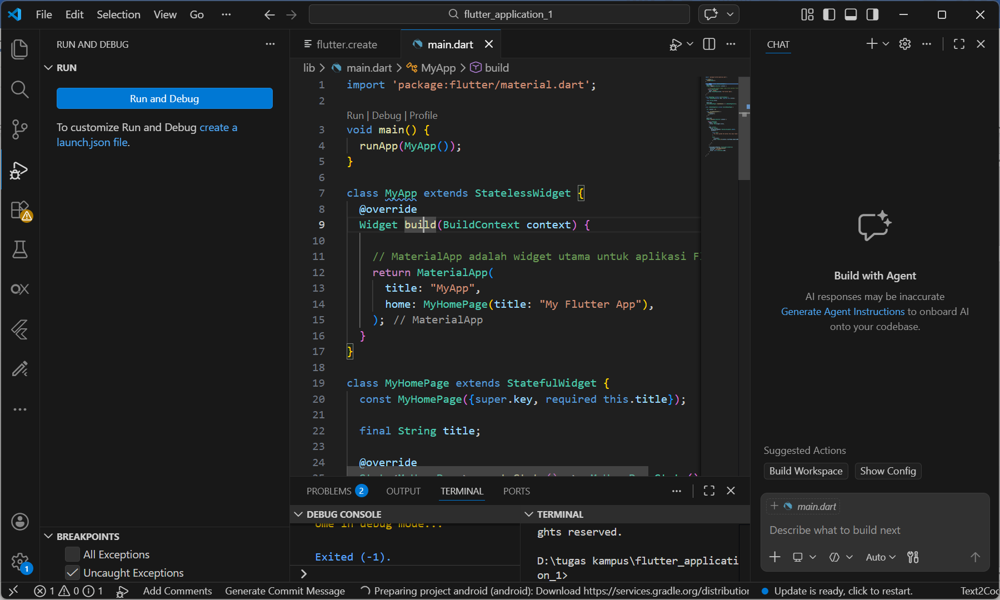 File Edit Selection View Go
flutter_application_1
RUN AND DEBUG
RUN
Run and Debug
To customize Run and Debug create a
launch.json file.
flutter.create
main.dart
lib > main.dart > MyApp > build
1 import 'package:flutter/material.dart';
2
Run | Debug | Profile
3 void main() {
4 runApp(MyApp());
5 }
6
7 class MyApp extends StatelessWidget {
8 @override
9 Widget build(BuildContext context) {
10
11 // MaterialApp adalah widget utama untuk aplikasi Fl
12 return MaterialApp(
13 title: "MyApp",
14 home: MyHomePage(title: "My Flutter App"),
15 ); // MaterialApp
16 }
17 }
18
19 class MyHomePage extends StatefulWidget {
20 const MyHomePage({super.key, required this.title});
21
22 final String title;
23
24 @override
CHAT
Build with Agent
AI responses may be inaccurate
Generate Agent Instructions to onboard AI
onto your codebase.
Suggested Actions
Build Workspace Show Config
main.dart
Describe what to build next
Auto
PROBLEMS 2 OUTPUT TERMINAL PORTS
DEBUG CONSOLE
ome in debug mode...
Exited (-1).
>
TERMINAL
ghts reserved.
D:\tugas kampus\flutter_applicati
on_1>
BREAKPOINTS
All Exceptions
Uncaught Exceptions
1
1 0 1 Add Comments Generate Commit Message Preparing project android (android): Download https://services.gradle.org/distribution Update is ready, click to restart. Text2Co